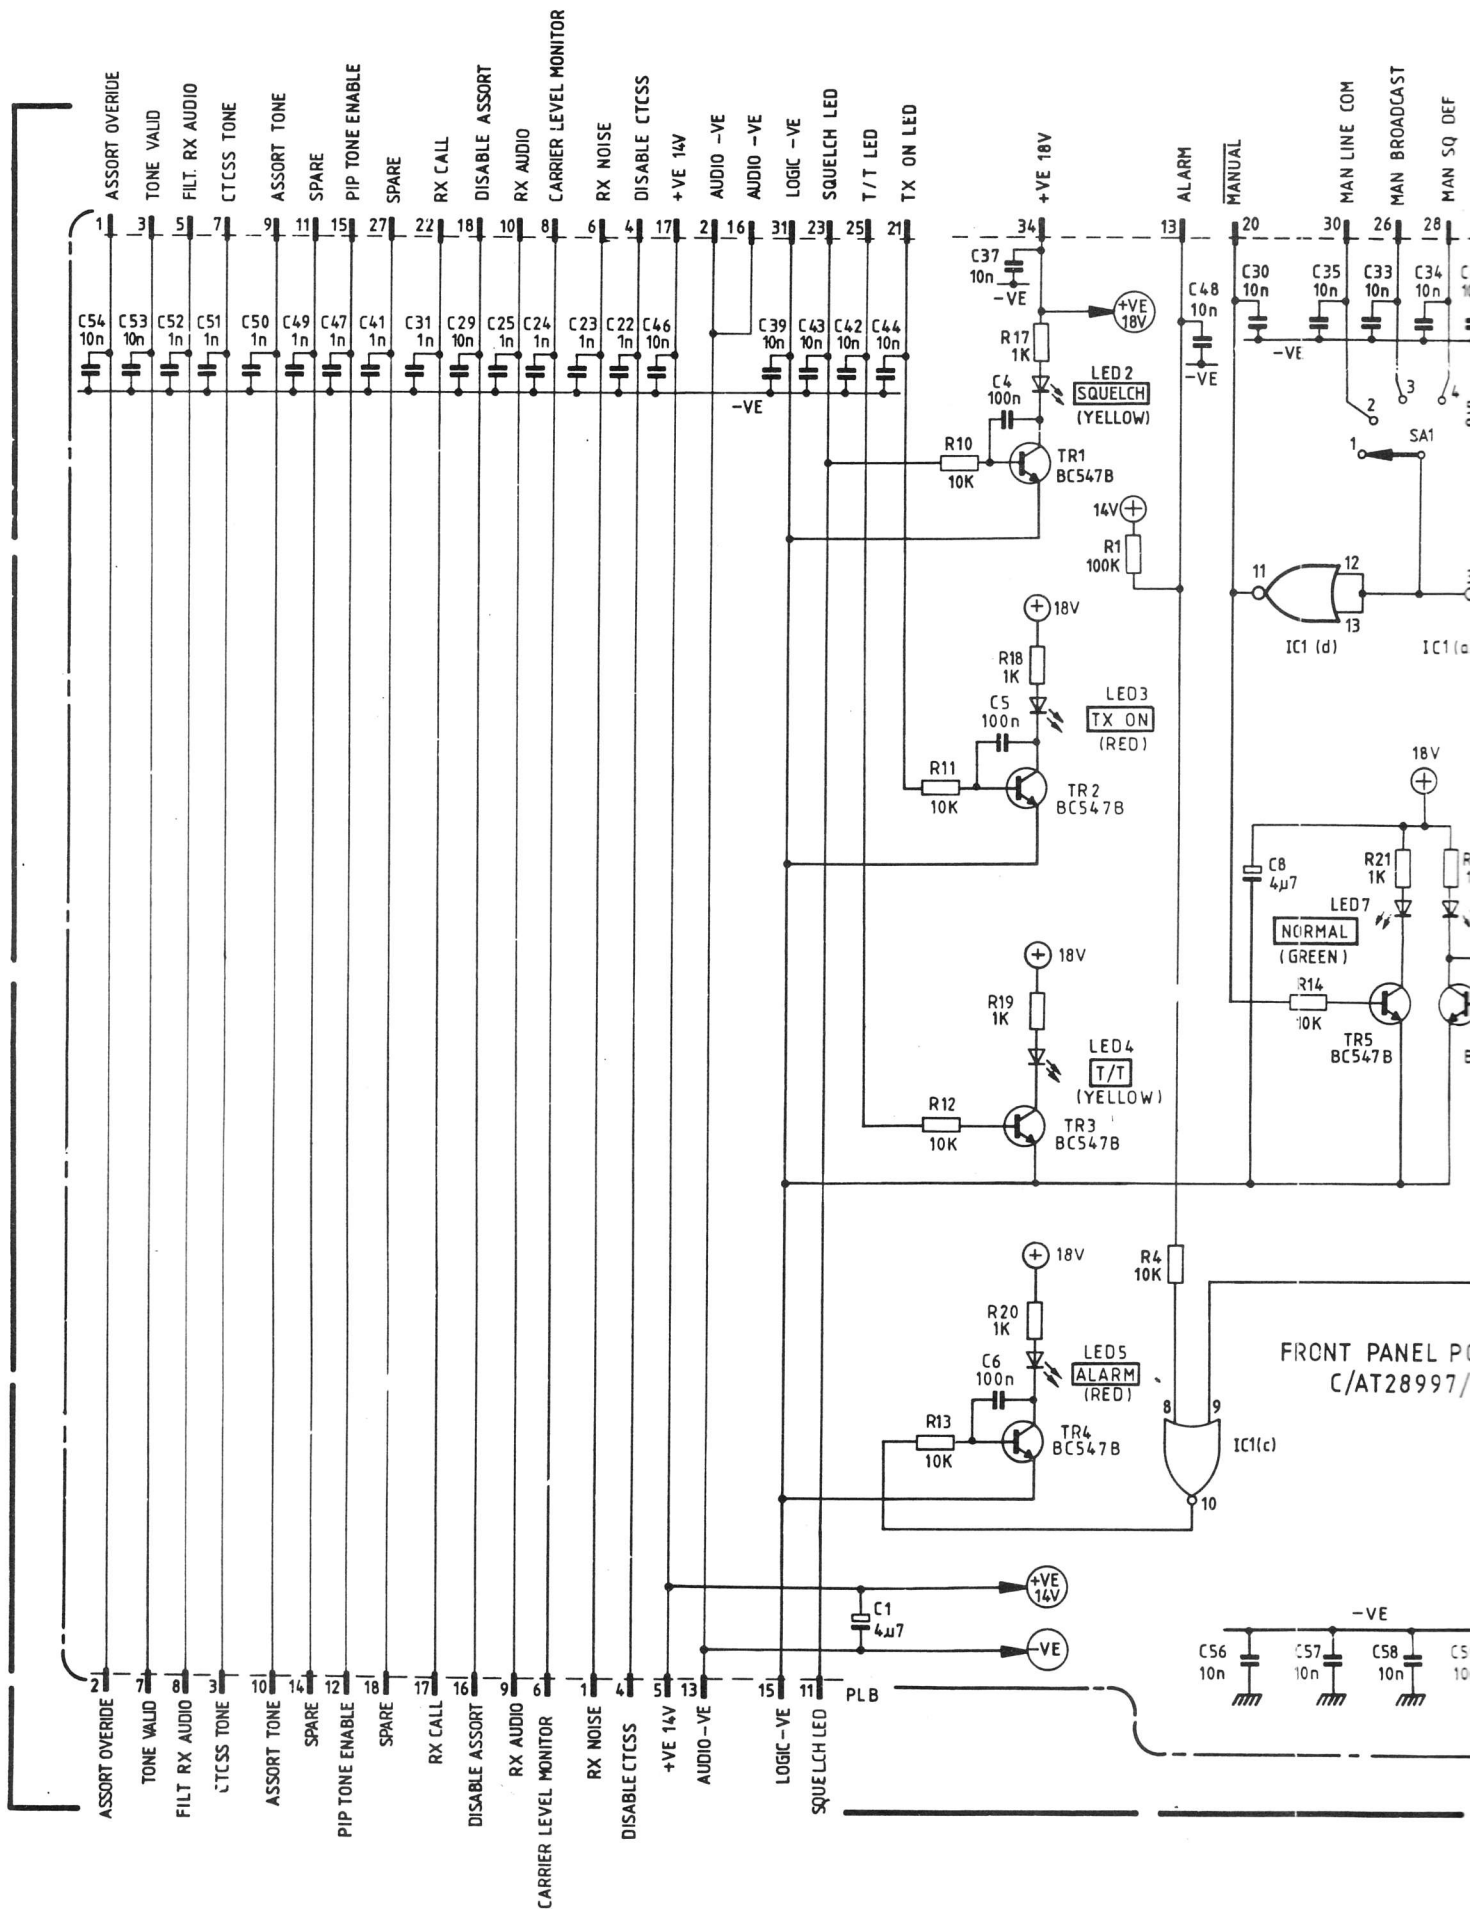 ASSORT OVERIDE
TONE VALID
FILT. RX AUDIO
CTCSS TONE
ASSORT TONE
SPARE
PIP TONE ENABLE
SPARE
RX CALL
DISABLE ASSORT
RX AUDIO
CARRIER LEVEL MONITOR
RX NOISE
DISABLE CTCSS
+VE 14V
AUDIO -VE
AUDIO -VE
LOGIC -VE
SQUELCH LED
T/T LED
TX ON LED
+VE 18V
ALARM
MANUAL
MAN LINE COM
MAN BROADCAST
MAN SQ DEF
1 3 5 7 9 11 15 27 22 18 10 8 6 4 17 2 16 31 23 25 21 34 13 20 30 26 28
C54 10n
C53 10n
C52 1n
C51 1n
C50 1n
C49 1n
C47 1n
C41 1n
C31 1n
C29 10n
C25 1n
C24 1n
C23 1n
C22 1n
C46 10n
C39 10n
C43 10n
C42 10n
C44 10n
-VE
C37 10n
-VE
+VE 18V
C48 10n
-VE
C30 10n
C35 10n
C33 10n
C34 10n
-VE
R17 1K
LED2
SQUELCH
(YELLOW)
C4 100n
R10 10K
TR1 BC547B
1 2 3 4
SA1
14V
R1 100K
11 12 13
IC1 (d)
18V
R18 1K
LED3
TX ON
(RED)
C5 100n
R11 10K
TR2 BC547B
18V
C8 4µ7
R21 1K
LED7
NORMAL
(GREEN)
R14 10K
TR5 BC547B
18V
R19 1K
LED4
T/T
(YELLOW)
R12 10K
TR3 BC547B
18V
R20 1K
LED5
ALARM
(RED)
C6 100n
R13 10K
TR4 BC547B
R4 10K
8 9
IC1(c)
10
FRONT PANEL
C/AT28997/
+VE 14V
C1 4µ7
-VE
-VE
C56 10n
C57 10n
C58 10n
2 7 8 3 10 14 12 18 17 16 9 6 1 4 5 13 15 11
PLB
ASSORT OVERIDE
TONE VALID
FILT RX AUDIO
CTCSS TONE
ASSORT TONE
SPARE
PIP TONE ENABLE
SPARE
RX CALL
DISABLE ASSORT
RX AUDIO
CARRIER LEVEL MONITOR
RX NOISE
DISABLE CTCSS
+VE 14V
AUDIO-VE
LOGIC-VE
SQUELCH LED